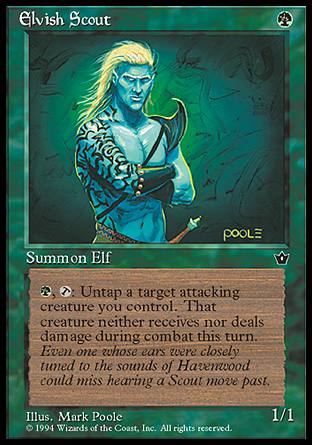 Elvish Scout
POOLE
Summon Elf
, : Untap a target attacking
creature you control. That
creature neither receives nor deals
damage during combat this turn.
Even one whose ears were closely
tuned to the sounds of Havenwood
could miss hearing a Scout move past.
Illus. Mark Poole
1/1
© 1994 Wizards of the Coast, Inc. All rights reserved.